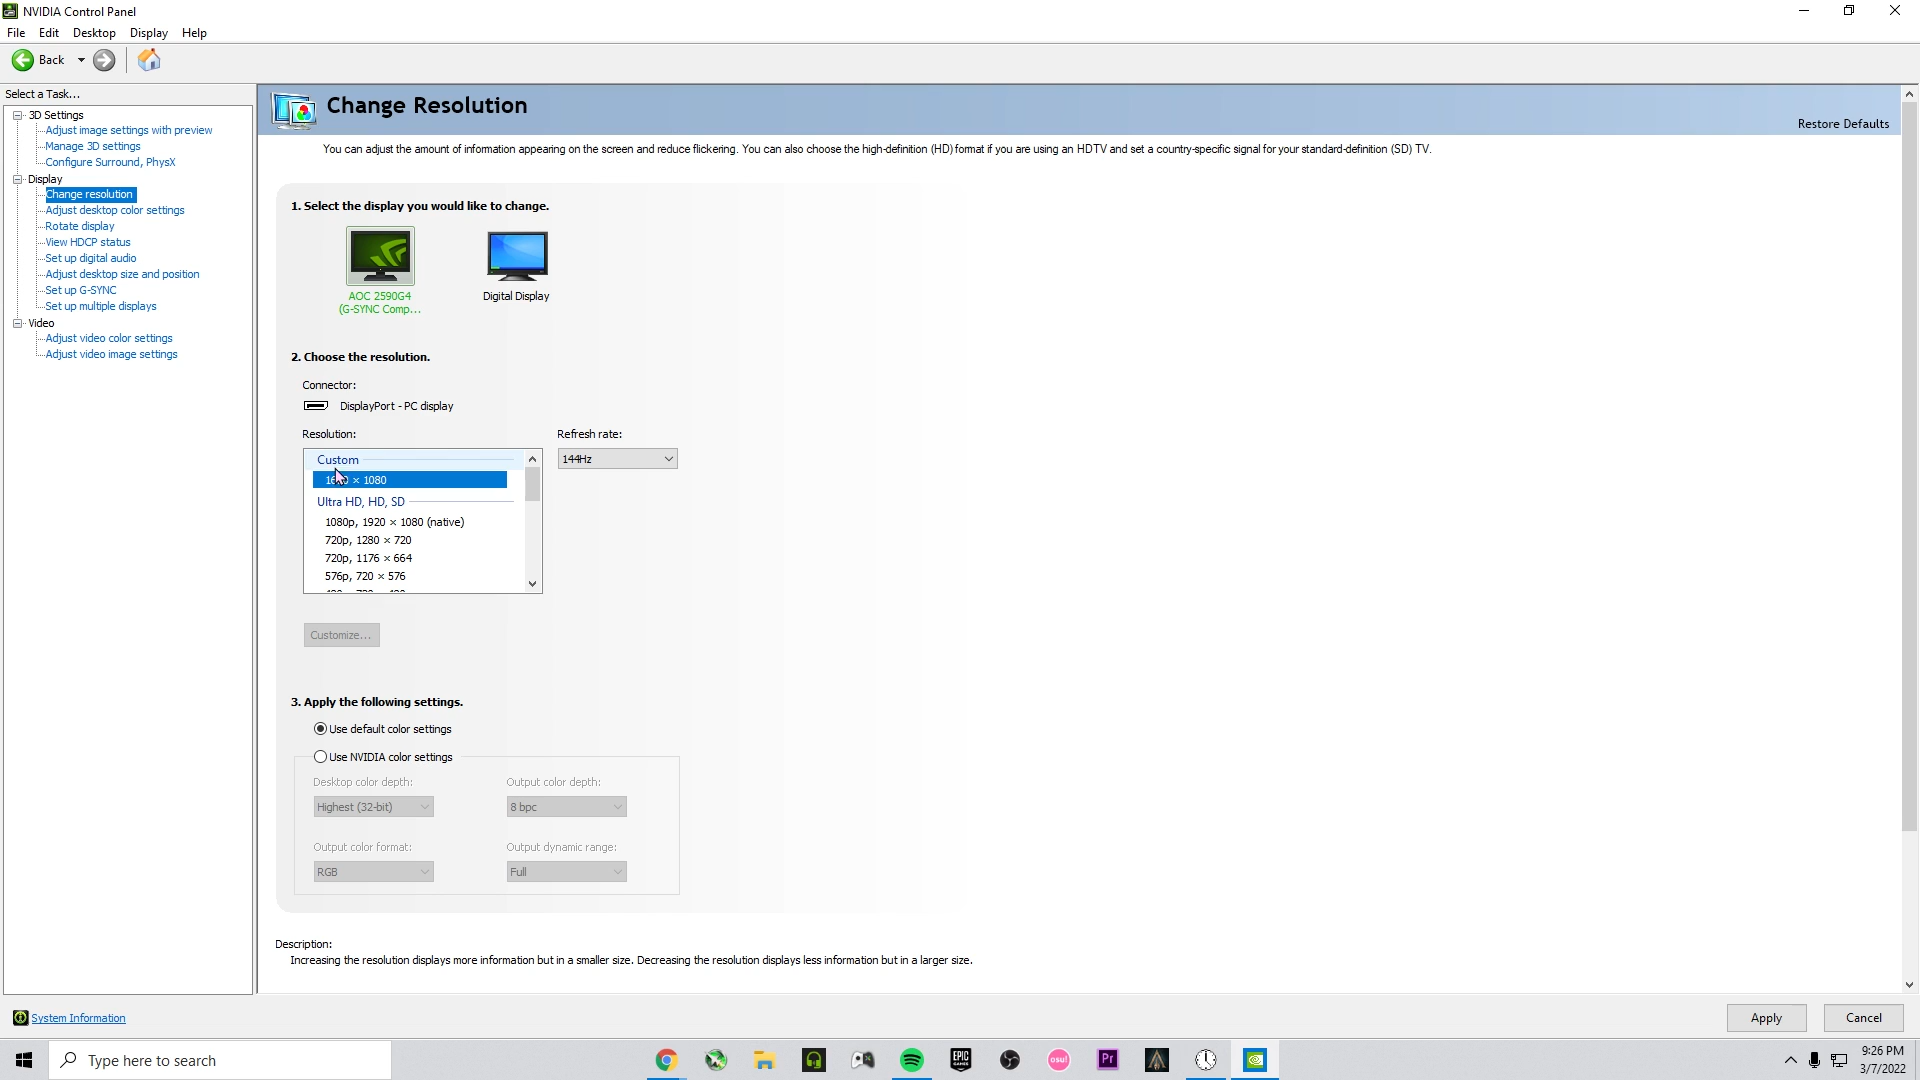 NVIDIA Control Panel
File Edit Desktop Display Help
Back
Select a Task...
3D Settings
Adjust image settings with preview
Manage 3D settings
Configure Surround, PhysX
Display
Change resolution
Adjust desktop color settings
Rotate display
View HDCP status
Set up digital audio
Adjust desktop size and position
Set up G-SYNC
Set up multiple displays
Video
Adjust video color settings
Adjust video image settings
Change Resolution
Restore Defaults
You can adjust the amount of information appearing on the screen and reduce flickering. You can also choose the high-definition (HD) format if you are using an HDTV and set a country-specific signal for your standard-definition (SD) TV.
1. Select the display you would like to change.
AOC 2590G4
(G-SYNC Comp...
Digital Display
2. Choose the resolution.
Connector:
DisplayPort - PC display
Resolution:
Refresh rate:
Custom
× 1080
144Hz
Ultra HD, HD, SD
1080p, 1920 × 1080 (native)
720p, 1280 × 720
720p, 1176 × 664
576p, 720 × 576
Customize...
3. Apply the following settings.
Use default color settings
Use NVIDIA color settings
Desktop color depth:
Output color depth:
Highest (32-bit)
8 bpc
Output color format:
Output dynamic range:
RGB
Full
Description:
Increasing the resolution displays more information but in a smaller size. Decreasing the resolution displays less information but in a larger size.
System Information
Apply
Cancel
Type here to search
EPIC
GAMES
osu!
Pr
9:26 PM
3/7/2022